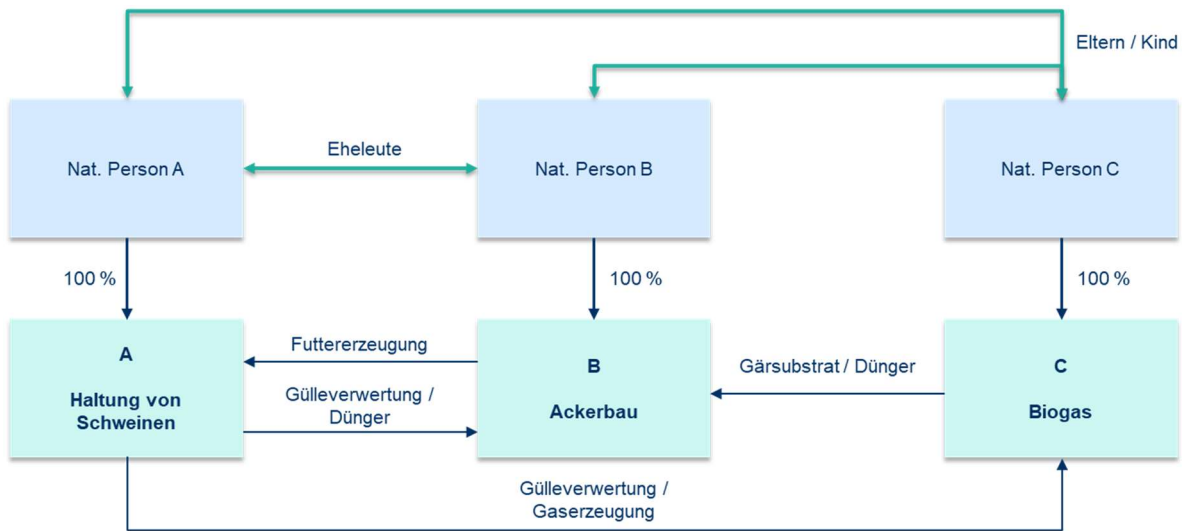 Eltern / Kind
Nat. Person A
Eheleute
Nat. Person B
Nat. Person C
100 %
100 %
100 %
A
Haltung von
Schweinen
Futtererzeugung
Gülleverwertung /
Dünger
B
Ackerbau
Gärsubstrat / Dünger
C
Biogas
Gülleverwertung /
Gaserzeugung